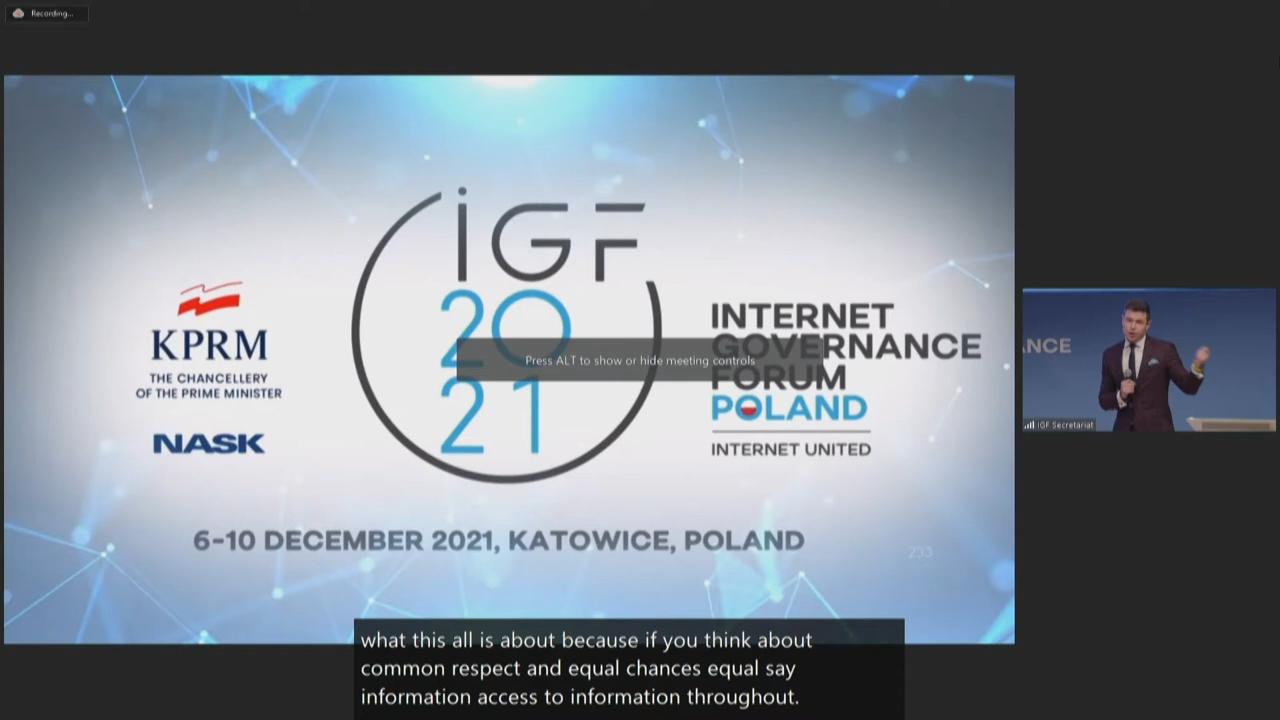 Recording...
KPRM
THE CHANCELLERY
OF THE PRIME MINISTER
NASK
iGF
20
21
INTERNET
GOVERNANCE
FORUM
POLAND
INTERNET UNITED
Press ALT to show or hide meeting controls
6-10 DECEMBER 2021, KATOWICE, POLAND
233
ANCE
IGF Secretariat
what this all is about because if you think about
common respect and equal chances equal say
information access to information throughout.